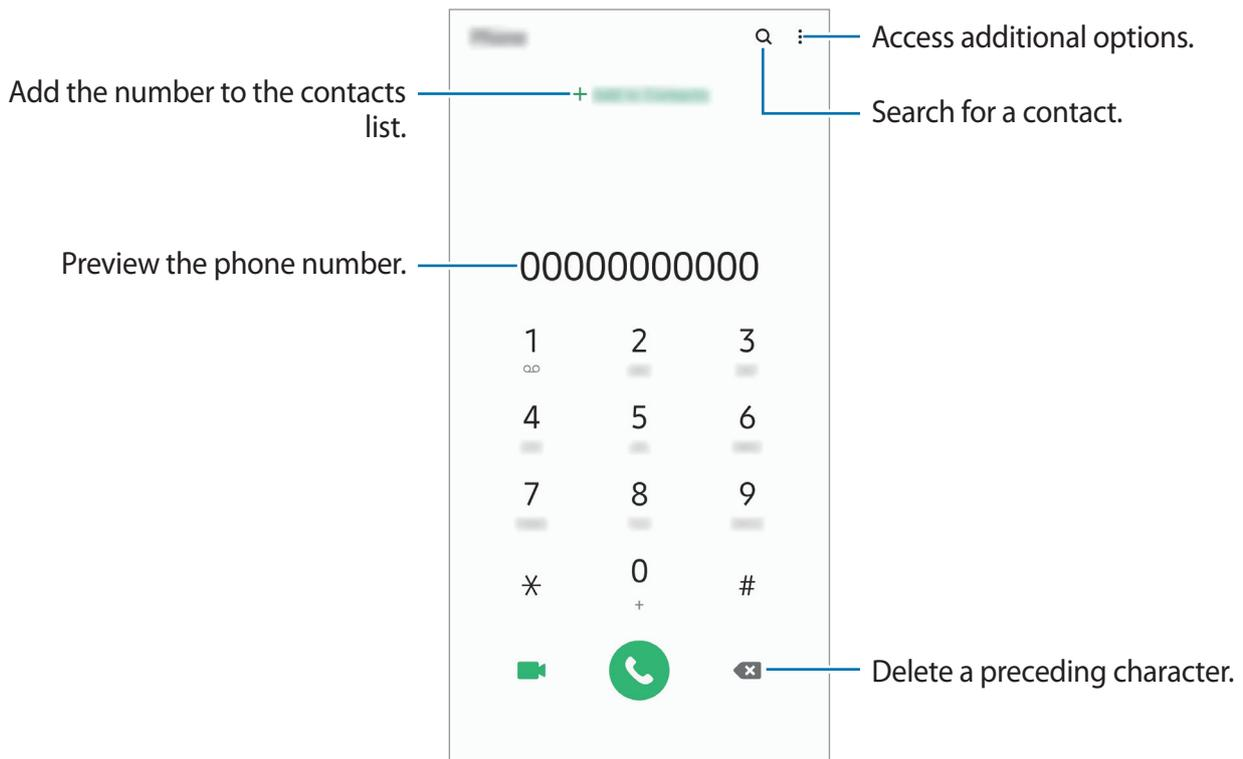 Access additional options.
Add the number to the contacts
list.
+
Search for a contact.
Preview the phone number.
00000000000
1 2 3
4 5 6
7 8 9
* 0 #
+
Delete a preceding character.